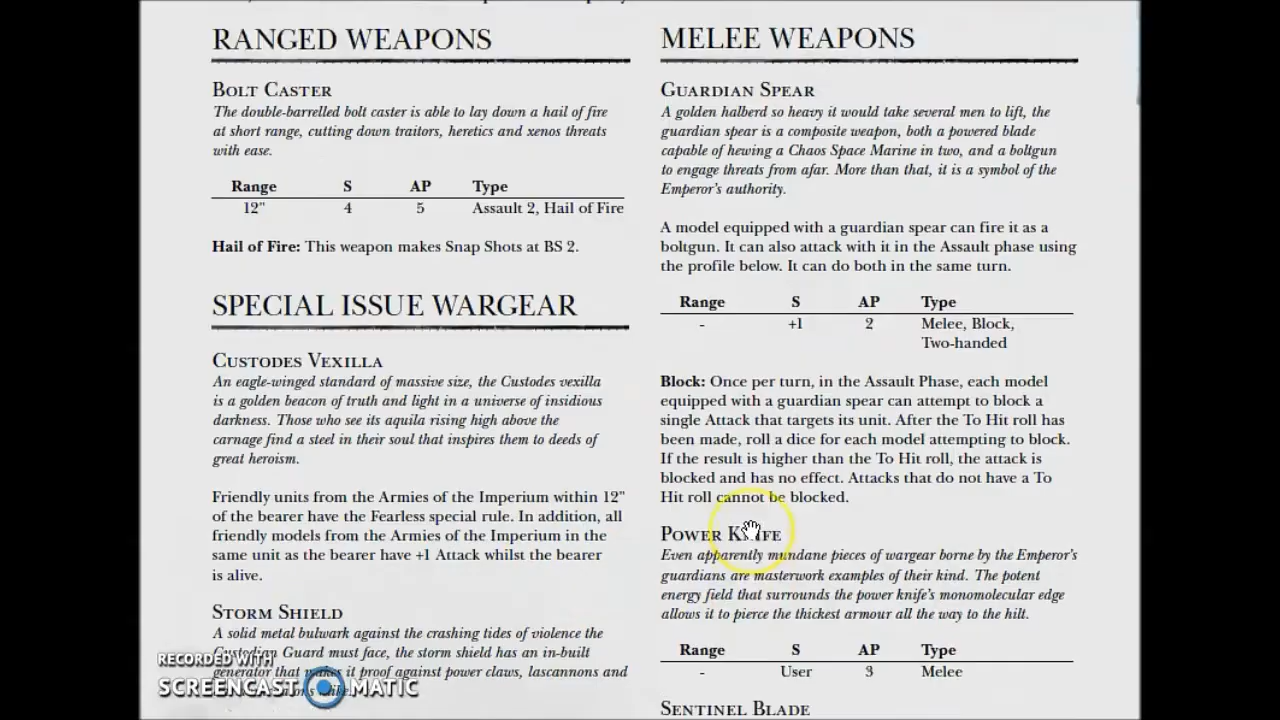 RANGED WEAPONS
BOLT CASTER
The double-barrelled bolt caster is able to lay down a hail of fire
at short range, cutting down traitors, heretics and xenos threats
with ease.
Range S AP Type
12" 4 5 Assault 2, Hail of Fire
Hail of Fire: This weapon makes Snap Shots at BS 2.
SPECIAL ISSUE WARGEAR
CUSTODES VEXILLA
An eagle-winged standard of massive size, the Custodes vexilla
is a golden beacon of truth and light in a universe of insidious
darkness. Those who see its aquila rising high above the
carnage find a steel in their soul that inspires them to deeds of
great heroism.
Friendly units from the Armies of the Imperium within 12"
of the bearer have the Fearless special rule. In addition, all
friendly models from the Armies of the Imperium in the
same unit as the bearer have +1 Attack whilst the bearer
is alive.
STORM SHIELD
A solid metal bulwark against the crashing tides of violence the
Custodian Guard must face, the storm shield has an in-built
generator that makes it proof against power claws, lascannons and
RECORDED WITH
SCREENCAST MATIC
MELEE WEAPONS
GUARDIAN SPEAR
A golden halberd so heavy it would take several men to lift, the
guardian spear is a composite weapon, both a powered blade
capable of hewing a Chaos Space Marine in two, and a boltgun
to engage threats from afar. More than that, it is a symbol of the
Emperor's authority.
A model equipped with a guardian spear can fire it as a
boltgun. It can also attack with it in the Assault phase using
the profile below. It can do both in the same turn.
Range S AP Type
- +1 2 Melee, Block,
Two-handed
Block: Once per turn, in the Assault Phase, each model
equipped with a guardian spear can attempt to block a
single Attack that targets its unit. After the To Hit roll has
been made, roll a dice for each model attempting to block.
If the result is higher than the To Hit roll, the attack is
blocked and has no effect. Attacks that do not have a To
Hit roll cannot be blocked.
POWER KNIFE
Even apparently mundane pieces of wargear borne by the Emperor's
guardians are masterwork examples of their kind. The potent
energy field that surrounds the power knife's monomolecular edge
allows it to pierce the thickest armour all the way to the hilt.
Range S AP Type
- User 3 Melee
SENTINEL BLADE